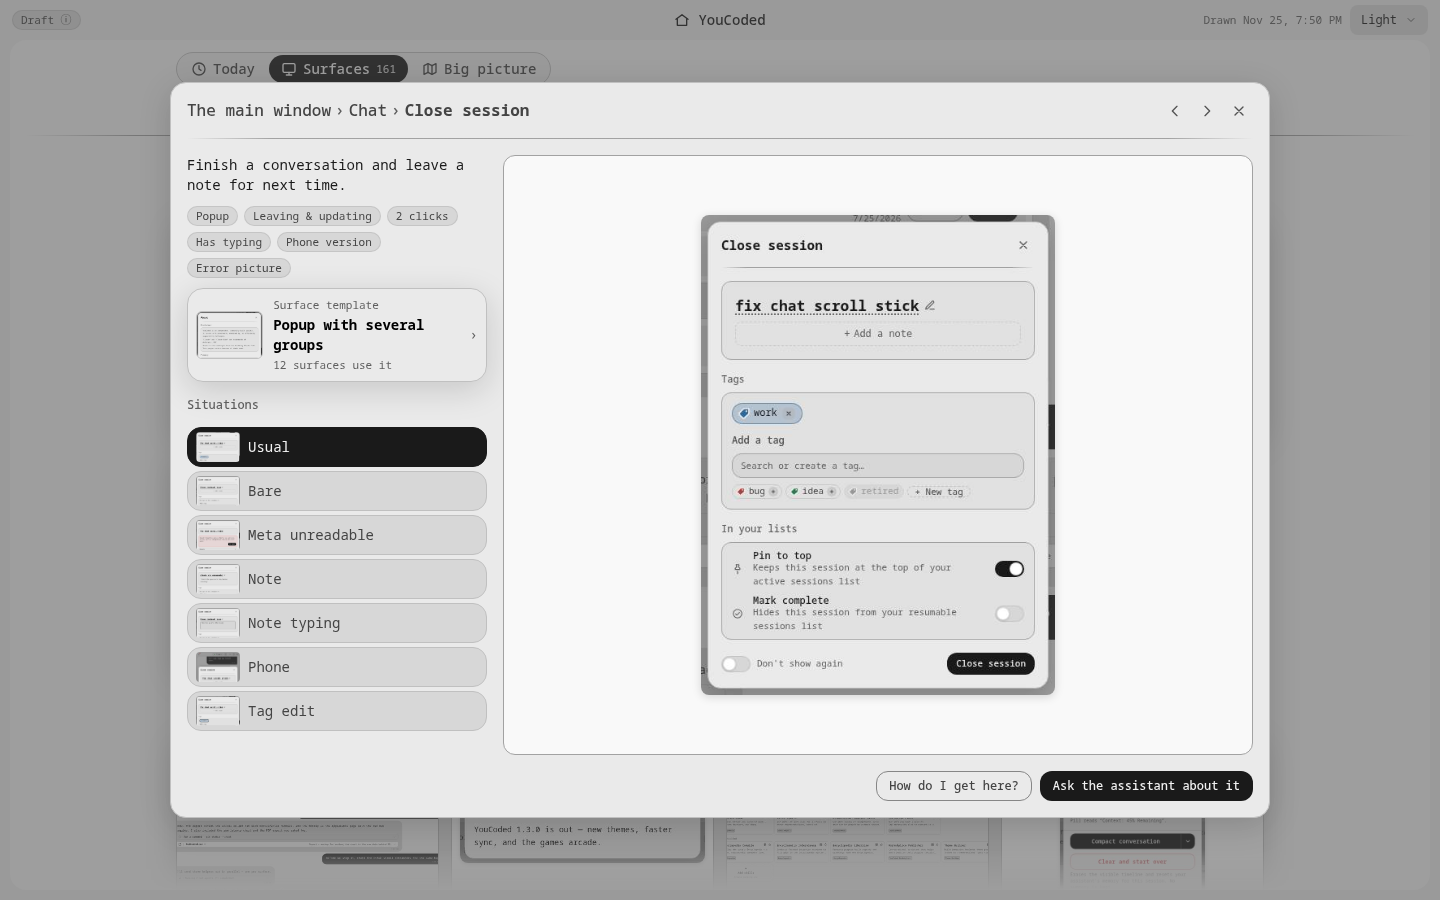 Draft
YouCoded
Drawn Nov 25, 7:50 PM
Light
Today
Surfaces 161
Big picture
The main window › Chat › Close session
Finish a conversation and leave a
note for next time.
Popup
Leaving & updating
2 clicks
Has typing
Phone version
Error picture
Surface template
Popup with several
groups
12 surfaces use it
Situations
Usual
Bare
Meta unreadable
Note
Note typing
Phone
Tag edit
7/25/2026
Close session
fix chat scroll stick
+ Add a note
Tags
work
Add a tag
Search or create a tag…
bug
idea
retired
+ New tag
In your lists
Pin to top
Keeps this session at the top of your
active sessions list
Mark complete
Hides this session from your resumable
sessions list
Don't show again
Close session
How do I get here?
Ask the assistant about it
YouCoded 1.3.0 is out — new themes, faster
sync, and the games arcade.
Compact conversation
Clear and start over